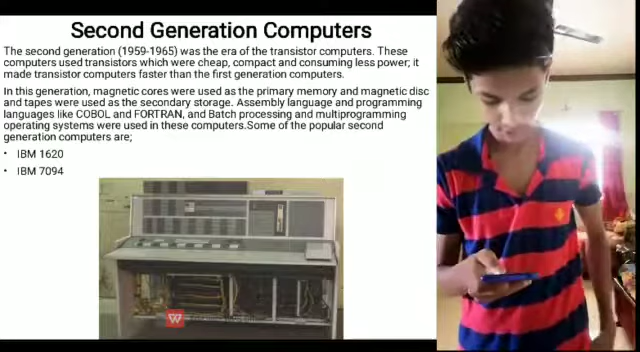 Second Generation Computers
The second generation (1959-1965) was the era of the transistor computers. These
computers used transistors which were cheap, compact and consuming less power; it
made transistor computers faster than the first generation computers.
In this generation, magnetic cores were used as the primary memory and magnetic disc
and tapes were used as the secondary storage. Assembly language and programming
languages like COBOL and FORTRAN, and Batch processing and multiprogramming
operating systems were used in these computers.Some of the popular second
generation computers are;
• IBM 1620
• IBM 7094
W